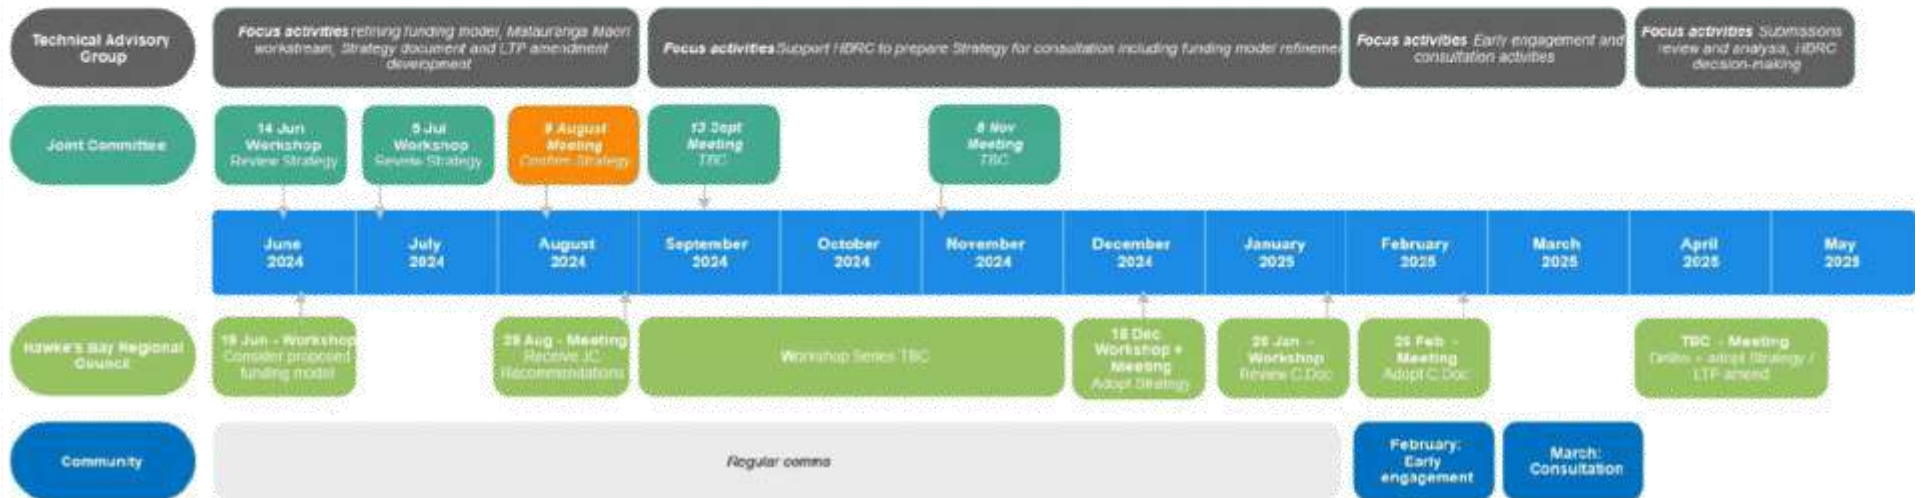 Technical Advisory
Group
Focus activities refining funding model, Matauranga Maori
workstream, Strategy document and LTP amendment
development
Focus activities Support HBRC to prepare Strategy for consultation including funding model refinemen
Focus activities Early engagement and
consultation activities
Focus activities Submissions
review and analysis, HBRC
decision-making
Joint Committee
14 Jun
Workshop
Review Strategy
5 Jul
Workshop
Review Strategy
9 August
Meeting
Confirm Strategy
13 Sept
Meeting
TBC
8 Nov
Meeting
TBC
June
2024
July
2024
August
2024
September
2024
October
2024
November
2024
December
2024
January
2025
February
2025
March
2025
April
2025
May
2025
Hawke's Bay Regional
Council
Jun - Workshop
Consider proposed
funding model
Aug - Meeting
Receive JC
Recommendations
Workshop Series TBC
18 Dec
Workshop +
Meeting
Adopt Strategy
Jan -
Workshop
Review C.Doc
Feb -
Meeting
Adopt C.Doc
TBC - Meeting
+ adopt Strategy /
LTP amend
Community
Regular comms
February:
Early
engagement
March:
Consultation